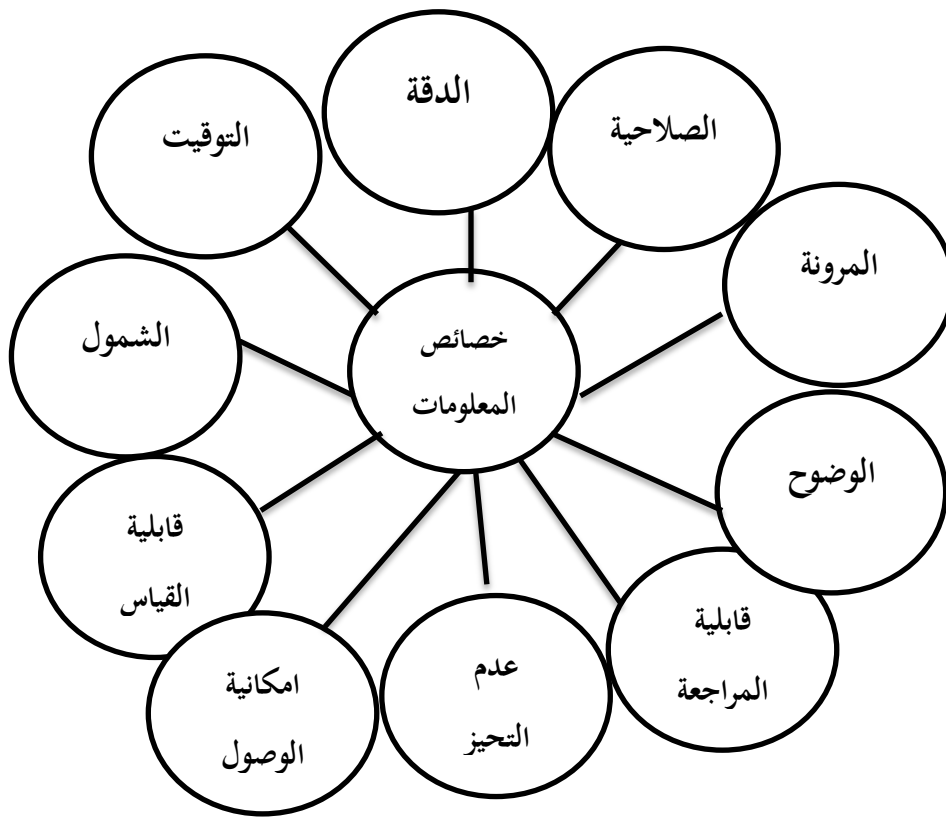 الدقة
الصلاحية
التوقيت
المرونة
الشمول
خصائص
المعلومات
الوضوح
قابلية
القياس
قابلية
المراجعة
عدم
التحيز
امكانية
الوصول